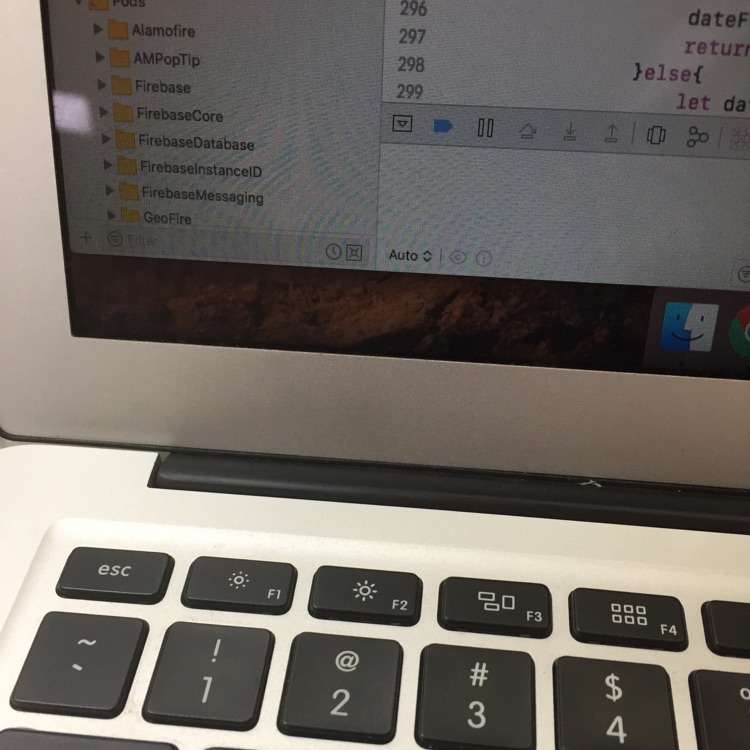 Pods
Alamofire
AMPopTip
Firebase
FirebaseCore
FirebaseDatabase
FirebaseInstanceID
FirebaseMessaging
GeoFire
Filter
296
297
298
299
dateF
return
}else{
let da
Auto
esc
F1
F2
F3
F4
~
`
!
1
@
2
#
3
$
4